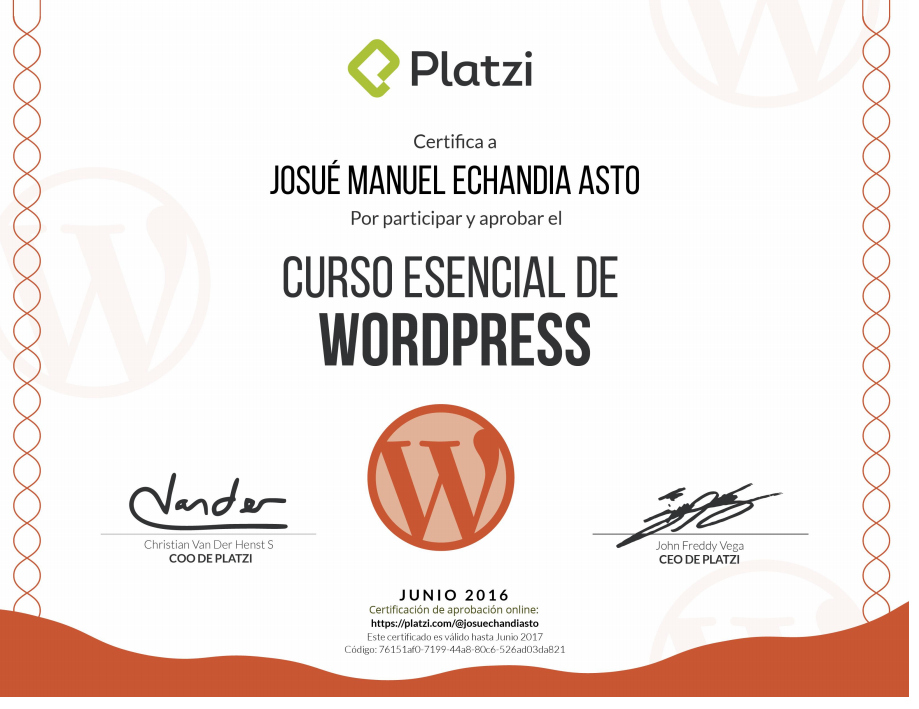 Platzi
Certifica a
JOSUÉ MANUEL ECHANDIA ASTO
Por participar y aprobar el
CURSO ESENCIAL DE
WORDPRESS
Vander
Christian Van Der Henst S
COO DE PLATZI
John Freddy Vega
CEO DE PLATZI
JUNIO 2016
Certificación de aprobación online:
https://platzi.com/@josuechandiasto
Este certificado es válido hasta Junio 2017
Código: 76151af0-7199-44a8-80c6-526ad03da821